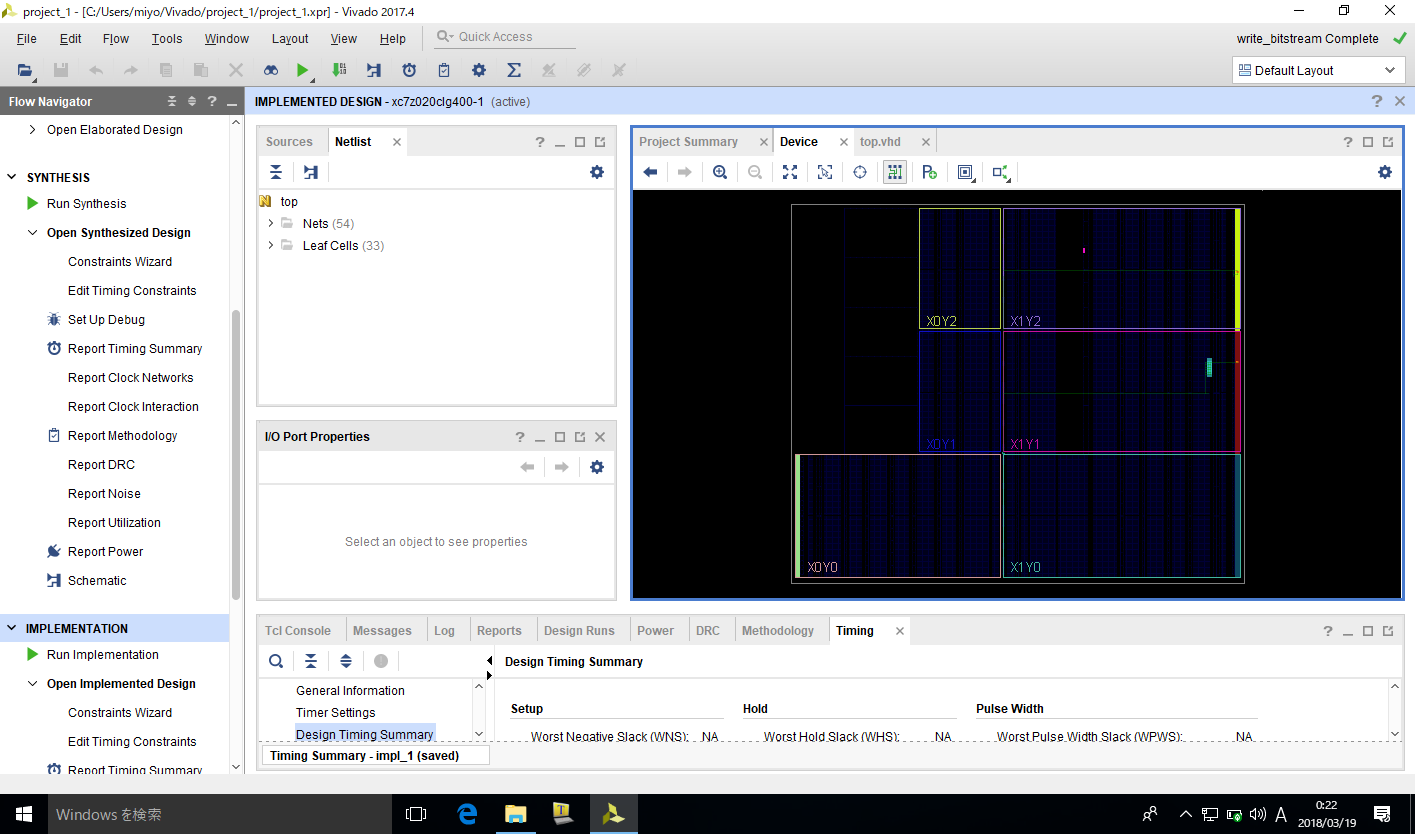 project_1 - [C:/Users/miyo/Vivado/project_1/project_1.xpr] - Vivado 2017.4
File Edit Flow Tools Window Layout View Help Quick Access
write_bitstream Complete
Default Layout
Flow Navigator
IMPLEMENTED DESIGN - xc7z020clg400-1 (active)
Open Elaborated Design
SYNTHESIS
Run Synthesis
Open Synthesized Design
Constraints Wizard
Edit Timing Constraints
Set Up Debug
Report Timing Summary
Report Clock Networks
Report Clock Interaction
Report Methodology
Report DRC
Report Noise
Report Utilization
Report Power
Schematic
IMPLEMENTATION
Run Implementation
Open Implemented Design
Constraints Wizard
Edit Timing Constraints
Report Timing Summary
Sources Netlist
top
Nets (54)
Leaf Cells (33)
I/O Port Properties
Select an object to see properties
Project Summary Device top.vhd
X0Y2 X1Y2
X0Y1 X1Y1
X0Y0 X1Y0
Tcl Console Messages Log Reports Design Runs Power DRC Methodology Timing
General Information
Timer Settings
Design Timing Summary
Timing Summary - impl_1 (saved)
Design Timing Summary
Setup Hold Pulse Width
Worst Negative Slack (WNS): NA Worst Hold Slack (WHS): NA Worst Pulse Width Slack (WPWS): NA
Windows を検索
A
0:22
2018/03/19